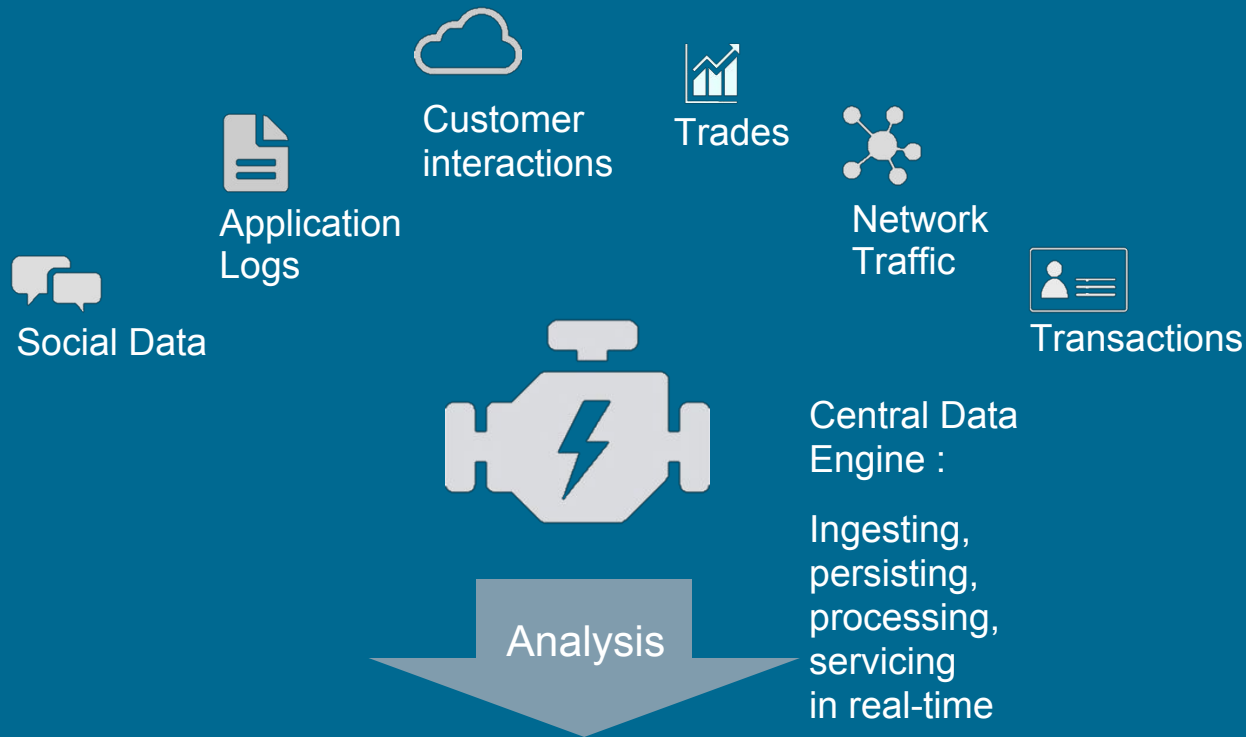 Social Data
Application
Logs
Customer
interactions
Trades
Network
Traffic
Transactions
Central Data
Engine :
Ingesting,
persisting,
processing,
servicing
in real-time
Analysis